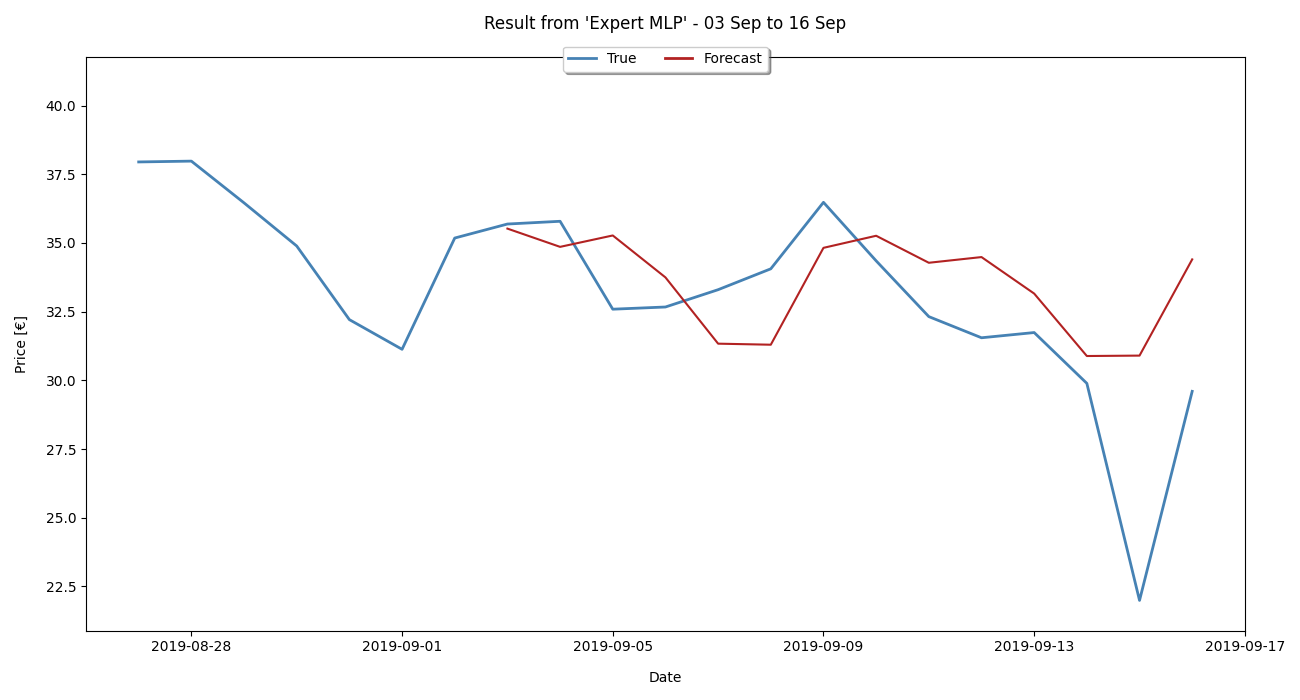 Result from 'Expert MLP' - 03 Sep to 16 Sep
True Forecast
40.0
37.5
35.0
32.5
30.0
27.5
25.0
22.5
Price [€]
2019-08-28 2019-09-01 2019-09-05 2019-09-09 2019-09-13 2019-09-17
Date